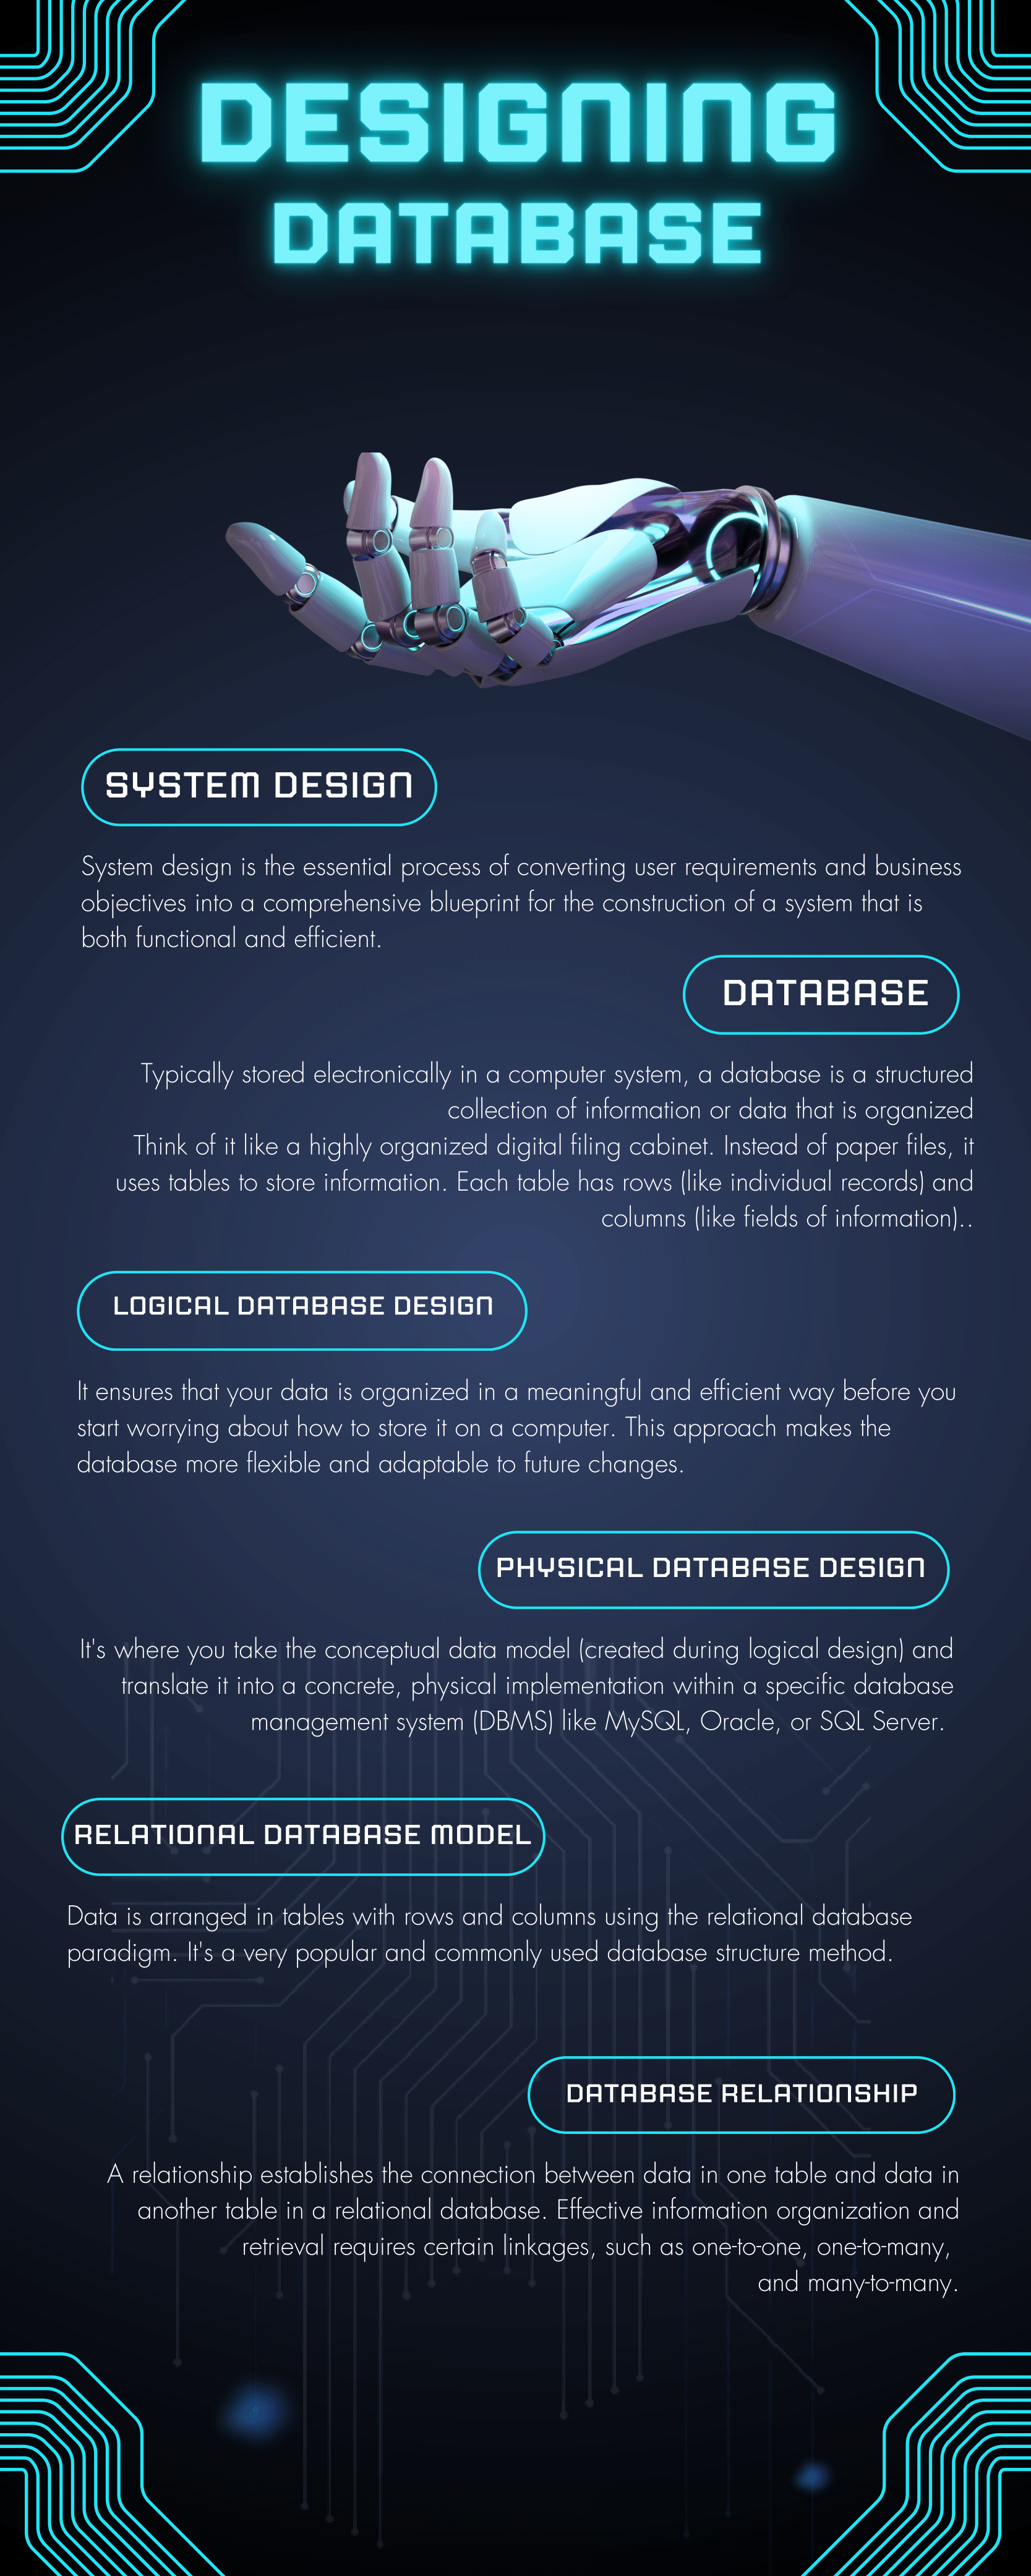 DESIGNING
DATABASE
SYSTEM DESIGN
System design is the essential process of converting user requirements and business
objectives into a comprehensive blueprint for the construction of a system that is
both functional and efficient.
DATABASE
Typically stored electronically in a computer system, a database is a structured
collection of information or data that is organized
Think of it like a highly organized digital filing cabinet. Instead of paper files, it
uses tables to store information. Each table has rows (like individual records) and
columns (like fields of information)..
LOGICAL DATABASE DESIGN
It ensures that your data is organized in a meaningful and efficient way before you
start worrying about how to store it on a computer. This approach makes the
database more flexible and adaptable to future changes.
PHYSICAL DATABASE DESIGN
It's where you take the conceptual data model (created during logical design) and
translate it into a concrete, physical implementation within a specific database
management system (DBMS) like MySQL, Oracle, or SQL Server.
RELATIONAL DATABASE MODEL
Data is arranged in tables with rows and columns using the relational database
paradigm. It's a very popular and commonly used database structure method.
DATABASE RELATIONSHIP
A relationship establishes the connection between data in one table and data in
another table in a relational database. Effective information organization and
retrieval requires certain linkages, such as one-to-one, one-to-many,
and many-to-many.